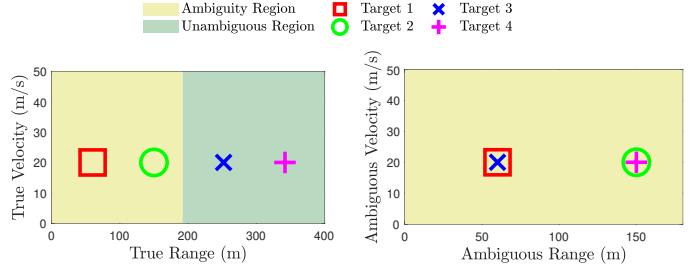 Ambiguity Region Target 1 Target 3
Unambiguous Region Target 2 Target 4
True Velocity (m/s)
50
40
30
20
10
0
0 100 200 300 400
True Range (m)
Ambiguous Velocity (m/s)
50
40
30
20
10
0
0 50 100 150
Ambiguous Range (m)